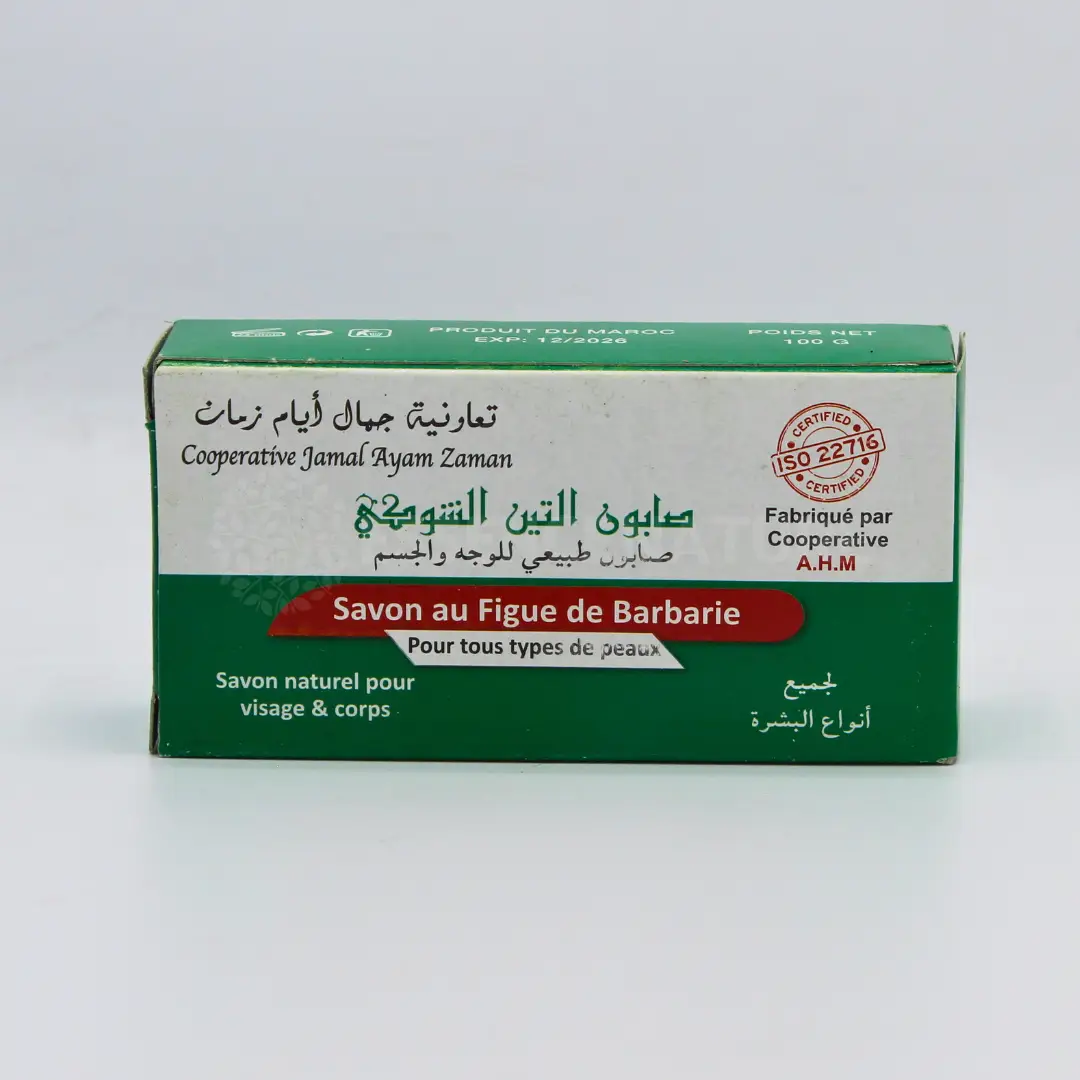 PRODUIT DU MAROC
EXP: 12/2026
POIDS NET
100 G
تعاونية جمال أيام زمان
Cooperative Jamal Ayam Zaman
صابون التين الشوكي
صابون طبيعي للوجه والجسم
CERTIFIED
ISO 22716
CERTIFIED
Fabriqué par
Cooperative
A.H.M
Savon au Figue de Barbarie
Pour tous types de peaux
Savon naturel pour
visage & corps
لجميع
أنواع البشرة